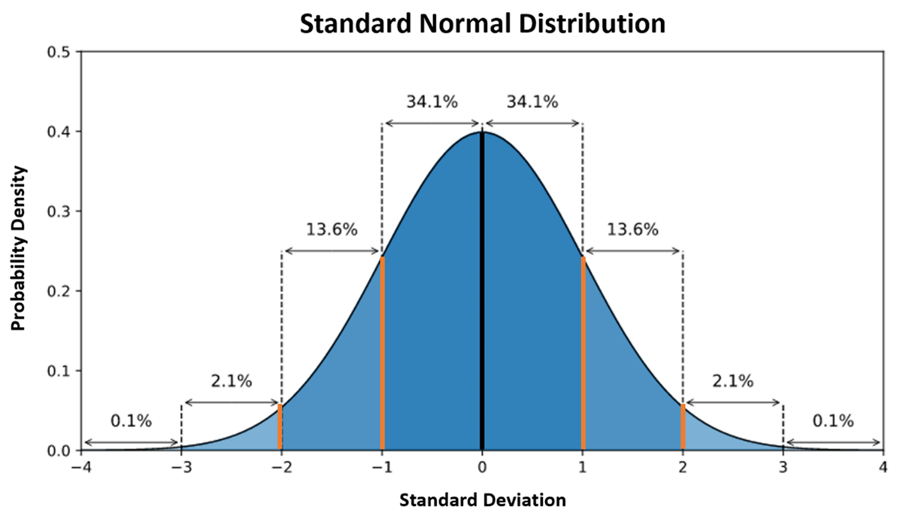 Standard Normal Distribution
0.5
34.1% 34.1%
0.4
0.3
13.6% 13.6%
0.2
0.1
2.1% 2.1%
0.1% 0.1%
0.0
−4 −3 −2 −1 0 1 2 3 4
Probability Density
Standard Deviation